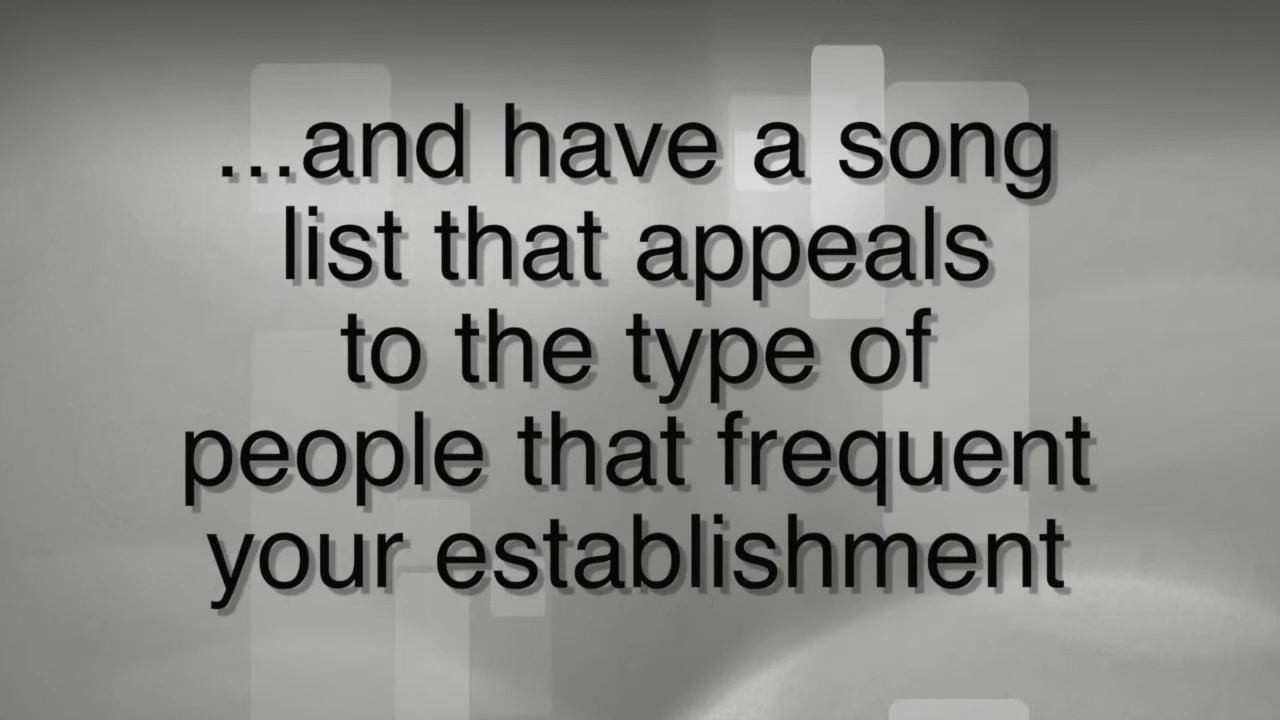 ...and have a song
list that appeals
to the type of
people that frequent
your establishment